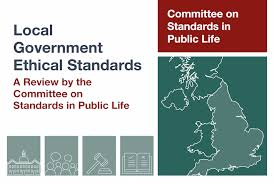 Local
Government
Ethical Standards
A Review by the
Committee on
Standards in Public Life
Committee on
Standards in
Public Life